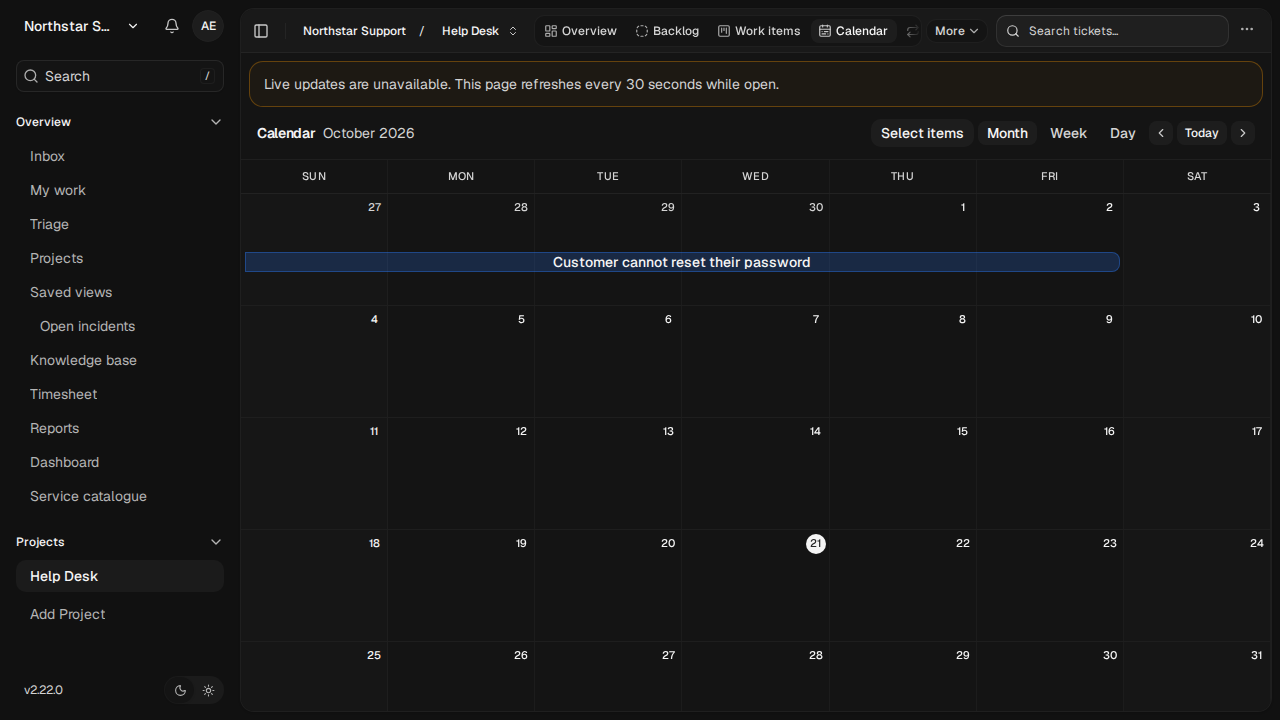 Northstar S...
AE
Search
/
Overview
Inbox
My work
Triage
Projects
Saved views
Open incidents
Knowledge base
Timesheet
Reports
Dashboard
Service catalogue
Projects
Help Desk
Add Project
v2.22.0
Northstar Support / Help Desk
Overview
Backlog
Work items
Calendar
More
Search tickets...
Live updates are unavailable. This page refreshes every 30 seconds while open.
Calendar October 2026
Select items
Month
Week
Day
Today
SUN MON TUE WED THU FRI SAT
27 28 29 30 1 2 3
Customer cannot reset their password
4 5 6 7 8 9 10
11 12 13 14 15 16 17
18 19 20 21 22 23 24
25 26 27 28 29 30 31